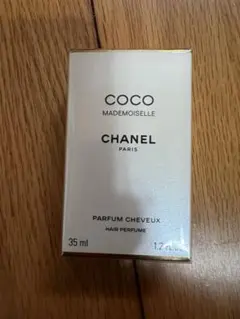 COCO
MADEMOISELLE
CHANEL
PARIS
PARFUM CHEVEUX
HAIR PERFUME
35 ml